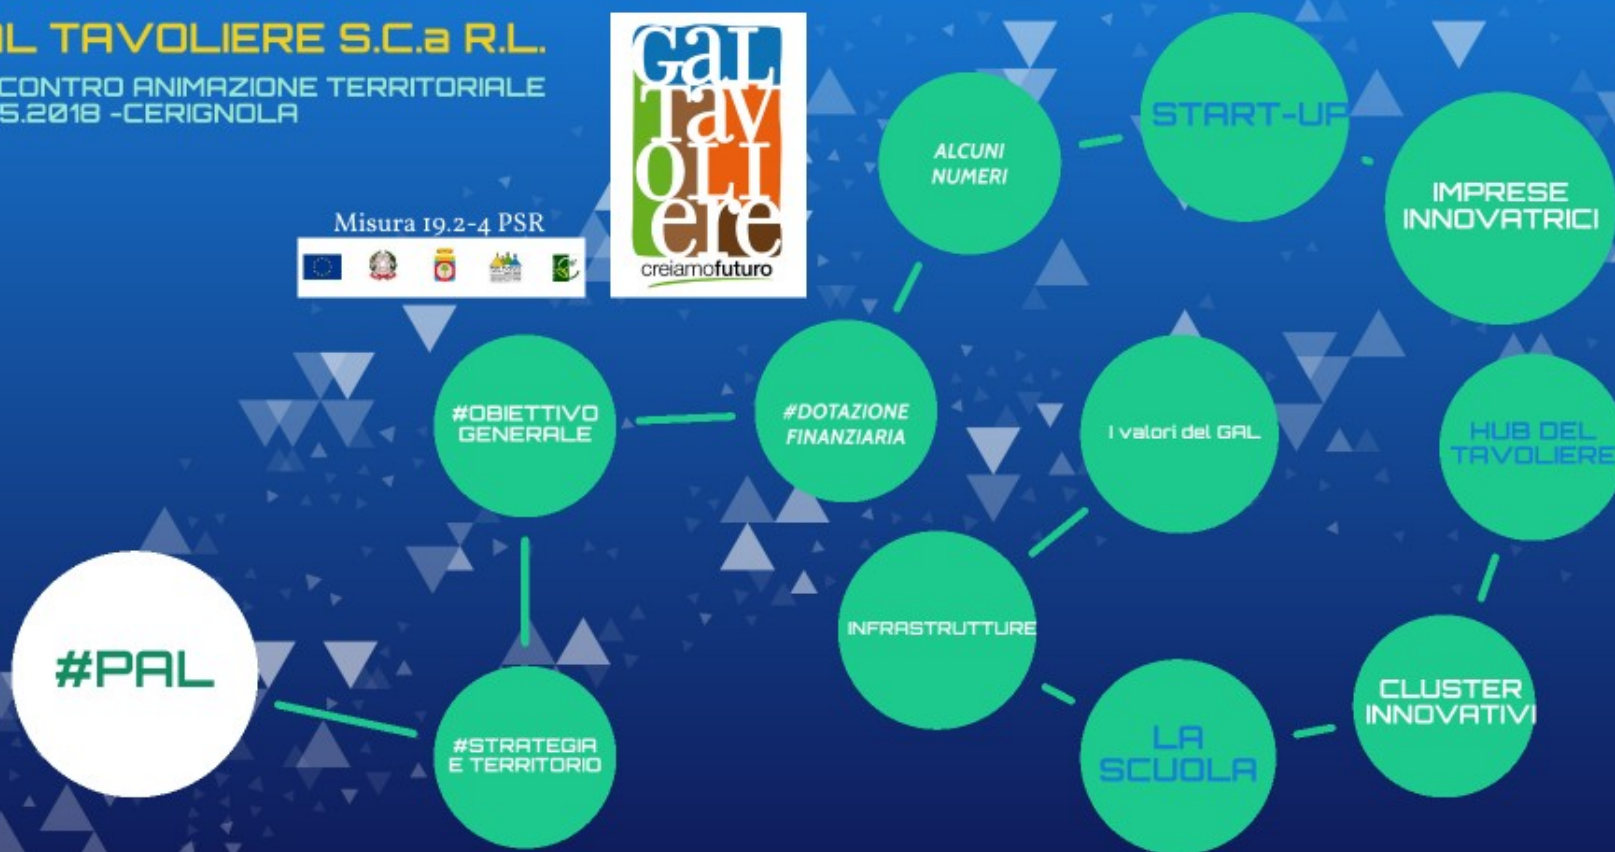 L TAVOLIERE S.C.a R.L.
CONTRO ANIMAZIONE TERRITORIALE
5.2018 -CERIGNOLA
Misura 19.2-4 PSR
GaL
Tav
OLI
ere
creiamofuturo
#PAL
#STRATEGIA
E TERRITORIO
#OBIETTIVO
GENERALE
#DOTAZIONE
FINANZIARIA
ALCUNI
NUMERI
START-UP
IMPRESE
INNOVATRICI
HUB DEL
TAVOLIERE
CLUSTER
INNOVATIVI
LA
SCUOLA
INFRASTRUTTURE
I valori del GAL